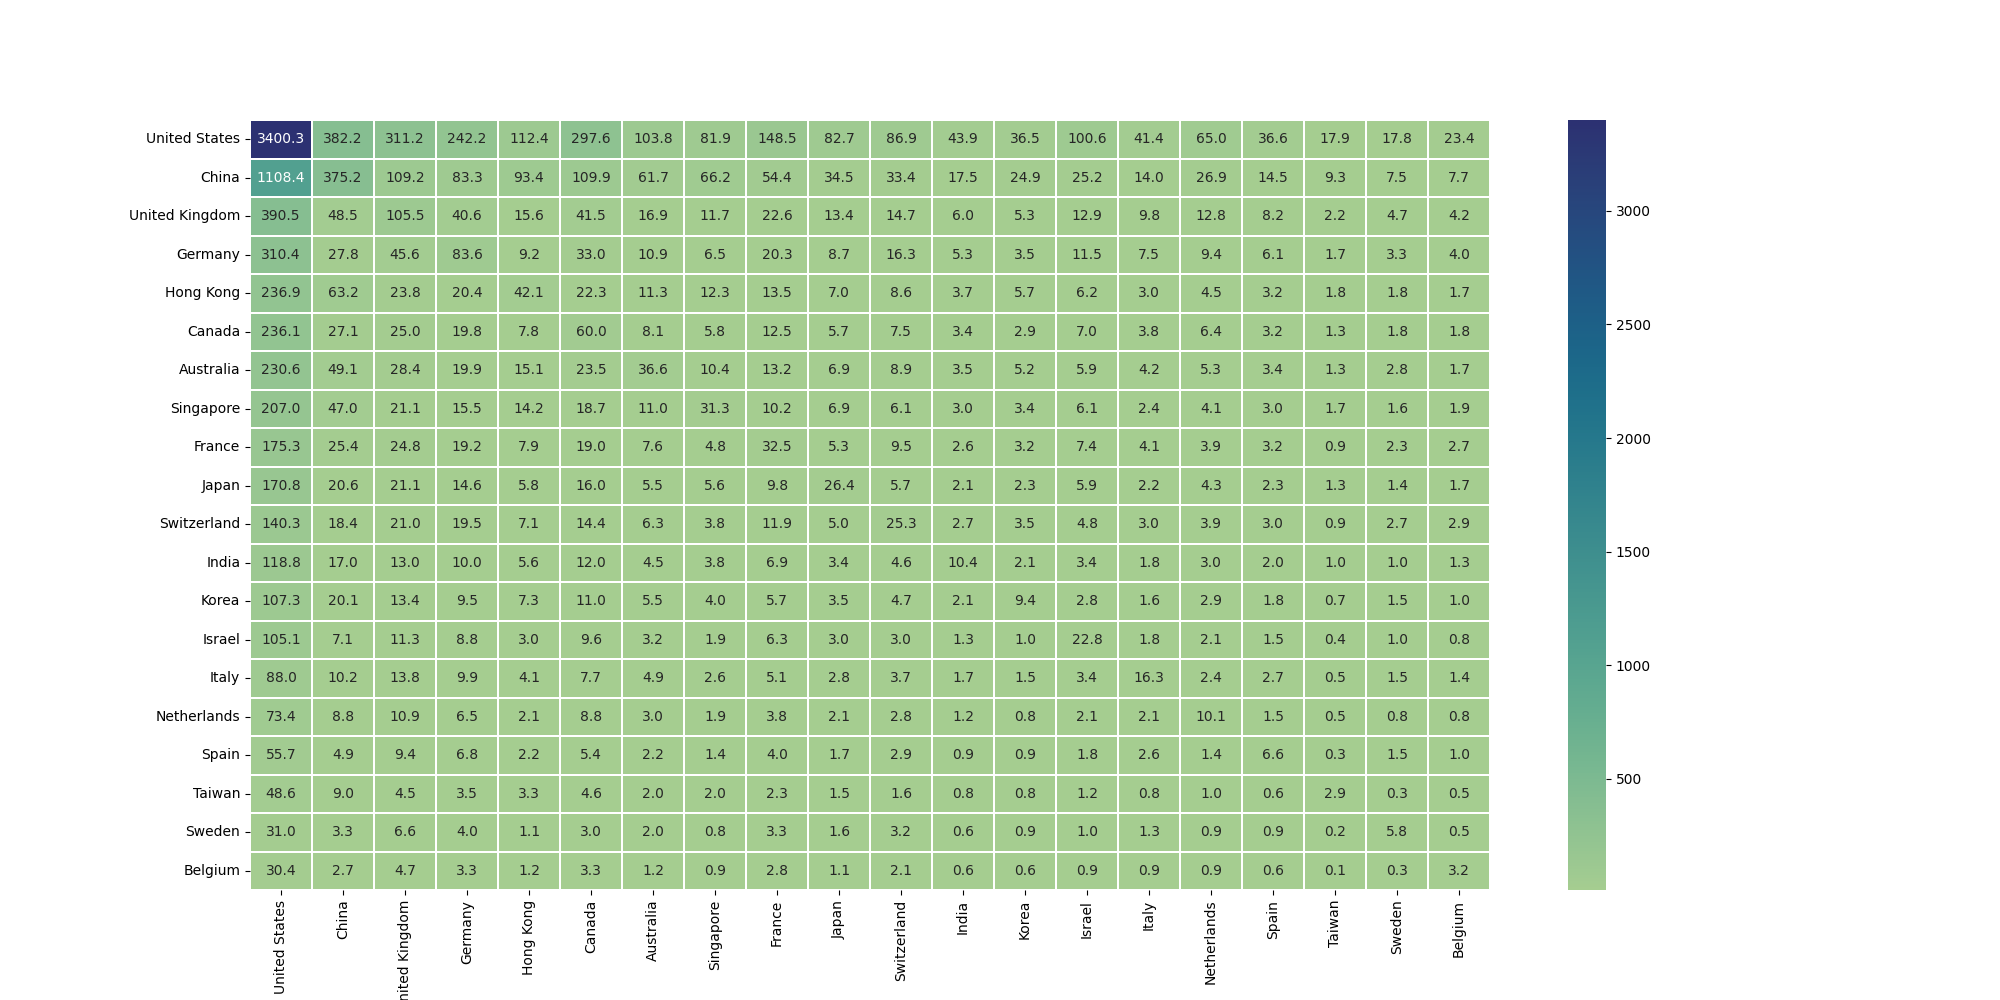 United States 3400.3 382.2 311.2 242.2 112.4 297.6 103.8 81.9 148.5 82.7 86.9 43.9 36.5 100.6 41.4 65.0 36.6 17.9 17.8 23.4
China 1108.4 375.2 109.2 83.3 93.4 109.9 61.7 66.2 54.4 34.5 33.4 17.5 24.9 25.2 14.0 26.9 14.5 9.3 7.5 7.7
United Kingdom 390.5 48.5 105.5 40.6 15.6 41.5 16.9 11.7 22.6 13.4 14.7 6.0 5.3 12.9 9.8 12.8 8.2 2.2 4.7 4.2
Germany 310.4 27.8 45.6 83.6 9.2 33.0 10.9 6.5 20.3 8.7 16.3 5.3 3.5 11.5 7.5 9.4 6.1 1.7 3.3 4.0
Hong Kong 236.9 63.2 23.8 20.4 42.1 22.3 11.3 12.3 13.5 7.0 8.6 3.7 5.7 6.2 3.0 4.5 3.2 1.8 1.8 1.7
Canada 236.1 27.1 25.0 19.8 7.8 60.0 8.1 5.8 12.5 5.7 7.5 3.4 2.9 7.0 3.8 6.4 3.2 1.3 1.8 1.8
Australia 230.6 49.1 28.4 19.9 15.1 23.5 36.6 10.4 13.2 6.9 8.9 3.5 5.2 5.9 4.2 5.3 3.4 1.3 2.8 1.7
Singapore 207.0 47.0 21.1 15.5 14.2 18.7 11.0 31.3 10.2 6.9 6.1 3.0 3.4 6.1 2.4 4.1 3.0 1.7 1.6 1.9
France 175.3 25.4 24.8 19.2 7.9 19.0 7.6 4.8 32.5 5.3 9.5 2.6 3.2 7.4 4.1 3.9 3.2 0.9 2.3 2.7
Japan 170.8 20.6 21.1 14.6 5.8 16.0 5.5 5.6 9.8 26.4 5.7 2.1 2.3 5.9 2.2 4.3 2.3 1.3 1.4 1.7
Switzerland 140.3 18.4 21.0 19.5 7.1 14.4 6.3 3.8 11.9 5.0 25.3 2.7 3.5 4.8 3.0 3.9 3.0 0.9 2.7 2.9
India 118.8 17.0 13.0 10.0 5.6 12.0 4.5 3.8 6.9 3.4 4.6 10.4 2.1 3.4 1.8 3.0 2.0 1.0 1.0 1.3
Korea 107.3 20.1 13.4 9.5 7.3 11.0 5.5 4.0 5.7 3.5 4.7 2.1 9.4 2.8 1.6 2.9 1.8 0.7 1.5 1.0
Israel 105.1 7.1 11.3 8.8 3.0 9.6 3.2 1.9 6.3 3.0 3.0 1.3 1.0 22.8 1.8 2.1 1.5 0.4 1.0 0.8
Italy 88.0 10.2 13.8 9.9 4.1 7.7 4.9 2.6 5.1 2.8 3.7 1.7 1.5 3.4 16.3 2.4 2.7 0.5 1.5 1.4
Netherlands 73.4 8.8 10.9 6.5 2.1 8.8 3.0 1.9 3.8 2.1 2.8 1.2 0.8 2.1 2.1 10.1 1.5 0.5 0.8 0.8
Spain 55.7 4.9 9.4 6.8 2.2 5.4 2.2 1.4 4.0 1.7 2.9 0.9 0.9 1.8 2.6 1.4 6.6 0.3 1.5 1.0
Taiwan 48.6 9.0 4.5 3.5 3.3 4.6 2.0 2.0 2.3 1.5 1.6 0.8 0.8 1.2 0.8 1.0 0.6 2.9 0.3 0.5
Sweden 31.0 3.3 6.6 4.0 1.1 3.0 2.0 0.8 3.3 1.6 3.2 0.6 0.9 1.0 1.3 0.9 0.9 0.2 5.8 0.5
Belgium 30.4 2.7 4.7 3.3 1.2 3.3 1.2 0.9 2.8 1.1 2.1 0.6 0.6 0.9 0.9 0.9 0.6 0.1 0.3 3.2
United States
China
nited Kingdom
Germany
Hong Kong
Canada
Australia
Singapore
France
Japan
Switzerland
India
Korea
Israel
Italy
Netherlands
Spain
Taiwan
Sweden
Belgium
3000
2500
2000
1500
1000
500